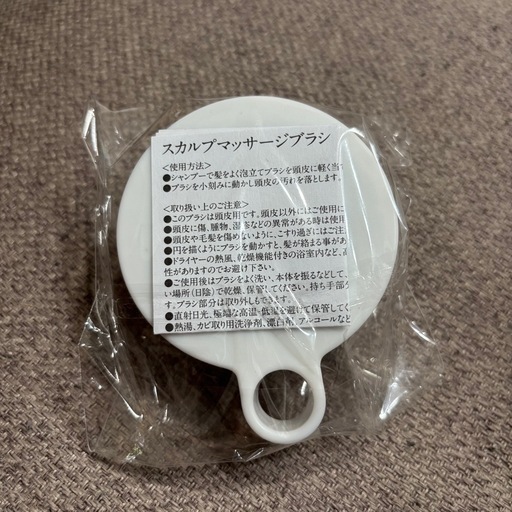 スカルプマッサージブラシ
<使用方法>
●シャンプーで髪をよく泡立てブラシを頭皮に軽く当
●ブラシを小刻みに動かし頭皮の汚れを落とします。
<取り扱い上のご注意>
●このブラシは頭皮用です。頭皮以外にはご使用に
●頭皮に傷、腫物、湿疹などの異常がある時は使用
●頭皮や毛髪を傷めないように、こすり過ぎにはご注
●円を描くようにブラシを動かすと、髪が絡まる事があ
●ドライヤーの熱風、乾燥機能付きの浴室内など、高
性がありますのでお避け下さい。
●ご使用後はブラシをよく洗い、本体を振るなどして、
い場所(日陰)で乾燥、保管してください。持ち手部分
す。ブラシ部分は取り外しもできます。
●直射日光、極端な高温・低温を避けて保管してく
●熱湯、カビ取り用洗浄剤、漂白剤、アルコールなど